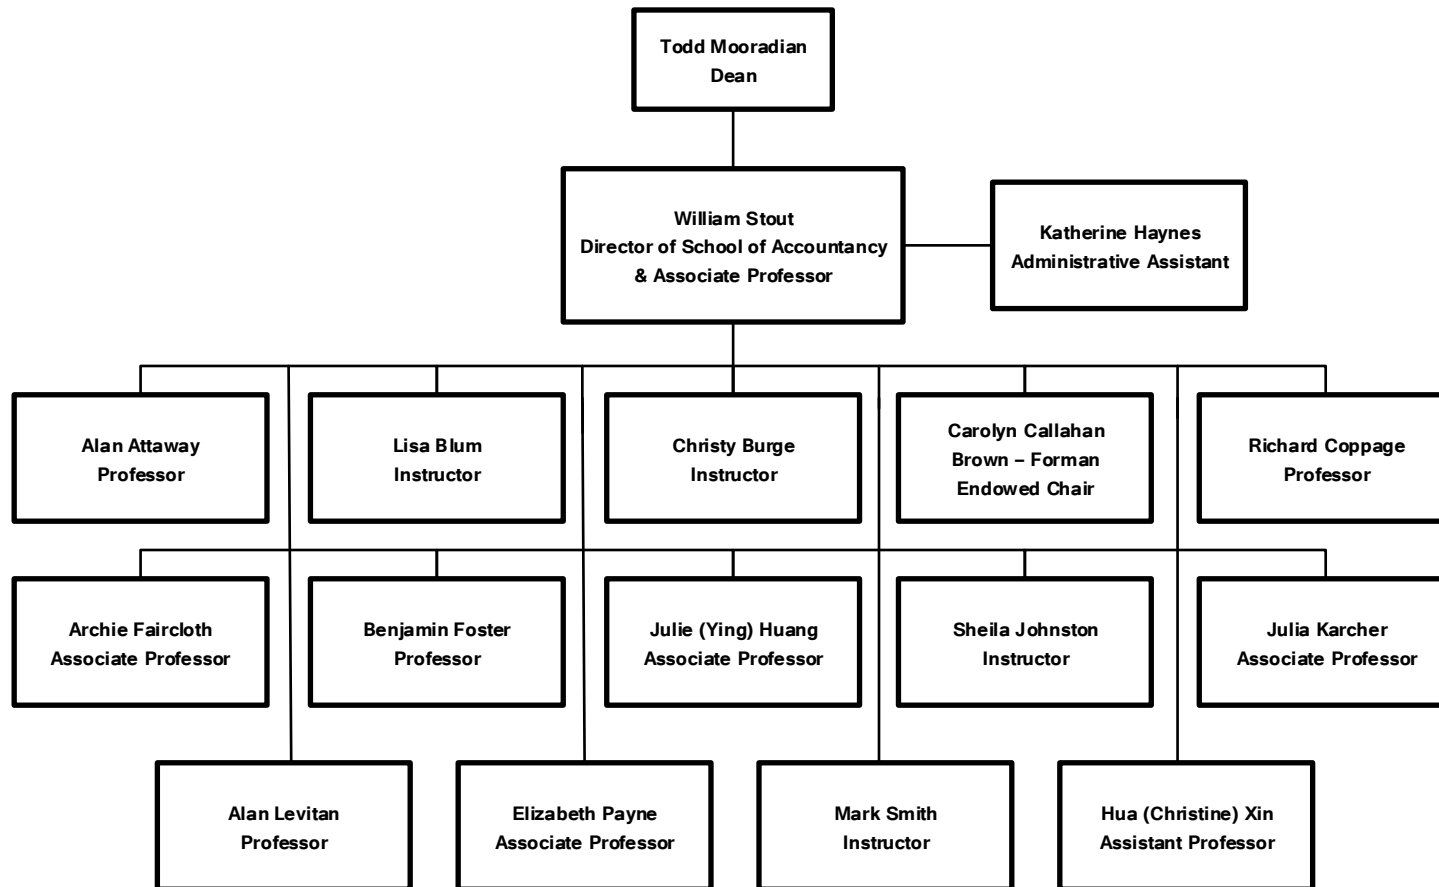 Todd Mooradian
Dean
William Stout
Director of School of Accountancy
& Associate Professor
Katherine Haynes
Administrative Assistant
Alan Attaway
Professor
Lisa Blum
Instructor
Christy Burge
Instructor
Carolyn Callahan
Brown – Forman
Endowed Chair
Richard Coppage
Professor
Archie Faircloth
Associate Professor
Benjamin Foster
Professor
Julie (Ying) Huang
Associate Professor
Sheila Johnston
Instructor
Julia Karcher
Associate Professor
Alan Levitan
Professor
Elizabeth Payne
Associate Professor
Mark Smith
Instructor
Hua (Christine) Xin
Assistant Professor